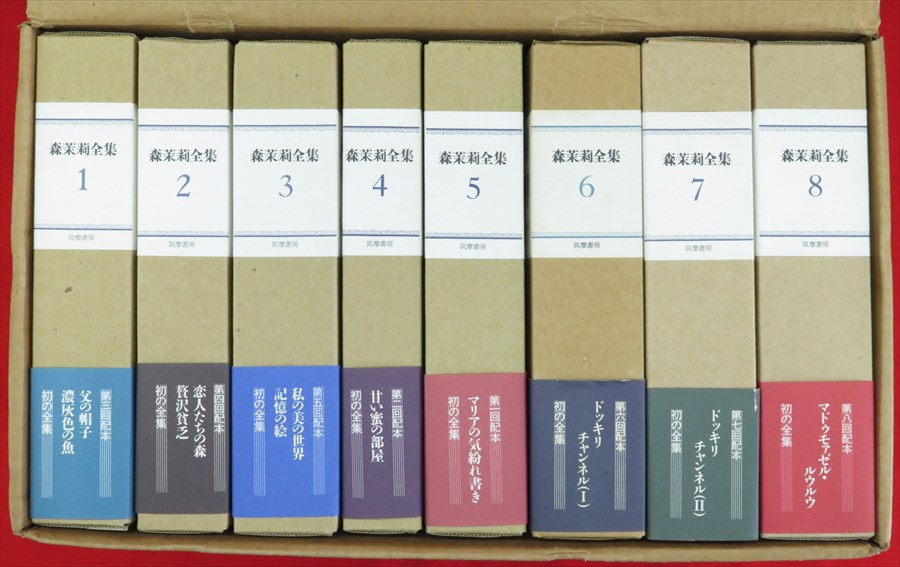 森茉莉全集
1
筑摩書房
第三回配本
父の帽子
濃灰色の魚
初の全集
森茉莉全集
2
筑摩書房
第四回配本
恋人たちの森
贅沢貧乏
初の全集
森茉莉全集
3
筑摩書房
第五回配本
私の美の世界
記憶の絵
初の全集
森茉莉全集
4
筑摩書房
第二回配本
甘い蜜の部屋
初の全集
森茉莉全集
5
筑摩書房
第一回配本
マリアの気紛れ書き
初の全集
森茉莉全集
6
筑摩書房
第六回配本
ドッキリ
チャンネル(I)
初の全集
森茉莉全集
7
筑摩書房
第七回配本
ドッキリ
チャンネル(II)
初の全集
森茉莉全集
8
筑摩書房
第八回配本
マドゥモァゼル・
ルウルウ
初の全集